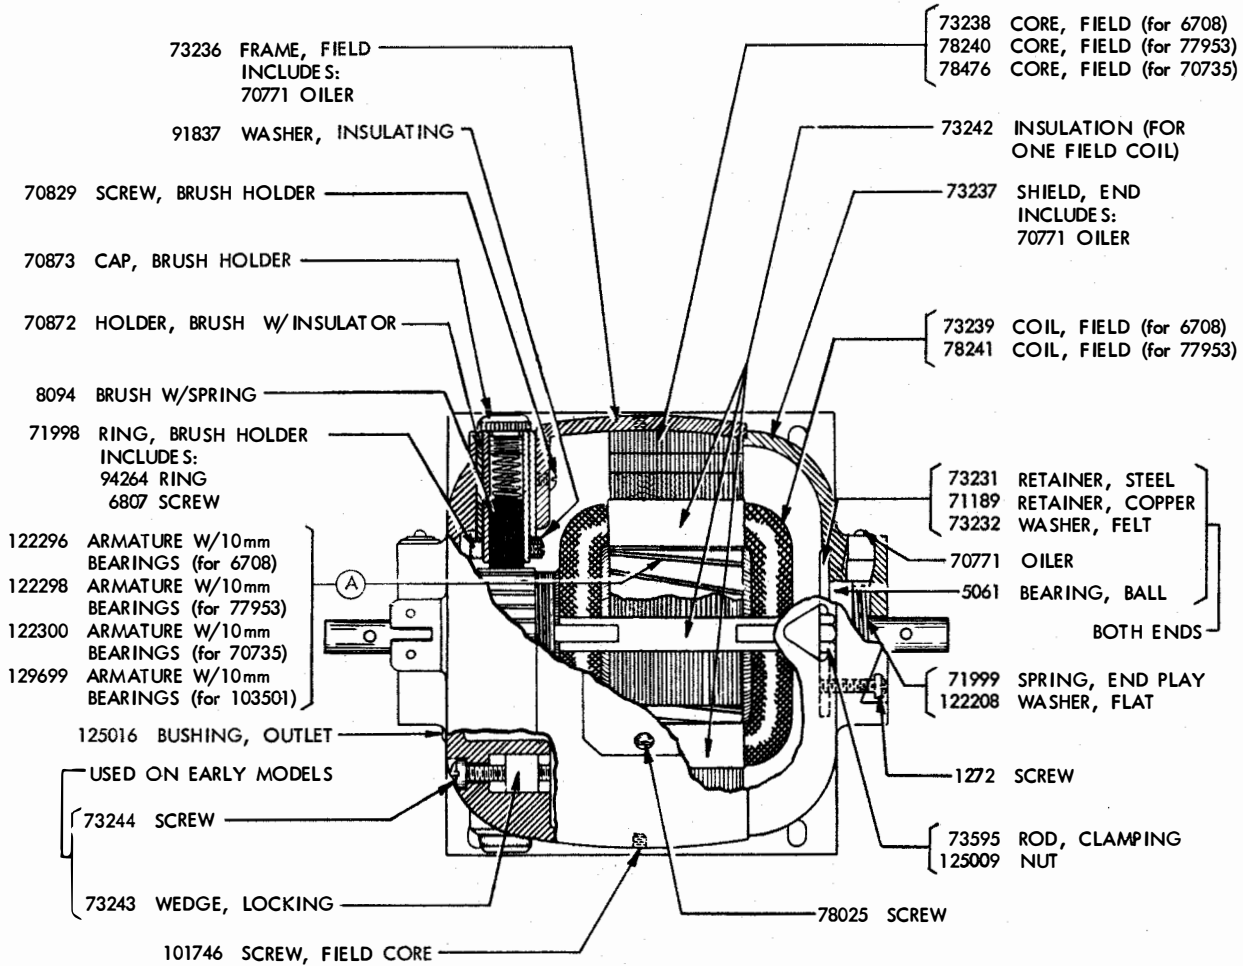 73236 FRAME, FIELD
INCLUDES:
70771 OILER
91837 WASHER, INSULATING
70829 SCREW, BRUSH HOLDER
70873 CAP, BRUSH HOLDER
70872 HOLDER, BRUSH W/INSULATOR
8094 BRUSH W/SPRING
71998 RING, BRUSH HOLDER
INCLUDES:
94264 RING
6807 SCREW
122296 ARMATURE W/10mm
BEARINGS (for 6708)
122298 ARMATURE W/10mm
BEARINGS (for 77953)
122300 ARMATURE W/10mm
BEARINGS (for 70735)
129699 ARMATURE W/10mm
BEARINGS (for 103501)
A
125016 BUSHING, OUTLET
USED ON EARLY MODELS
73244 SCREW
73243 WEDGE, LOCKING
101746 SCREW, FIELD CORE
73238 CORE, FIELD (for 6708)
78240 CORE, FIELD (for 77953)
78476 CORE, FIELD (for 70735)
73242 INSULATION (FOR
ONE FIELD COIL)
73237 SHIELD, END
INCLUDES:
70771 OILER
73239 COIL, FIELD (for 6708)
78241 COIL, FIELD (for 77953)
73231 RETAINER, STEEL
71189 RETAINER, COPPER
73232 WASHER, FELT
70771 OILER
5061 BEARING, BALL
BOTH ENDS
71999 SPRING, END PLAY
122208 WASHER, FLAT
1272 SCREW
73595 ROD, CLAMPING
125009 NUT
78025 SCREW